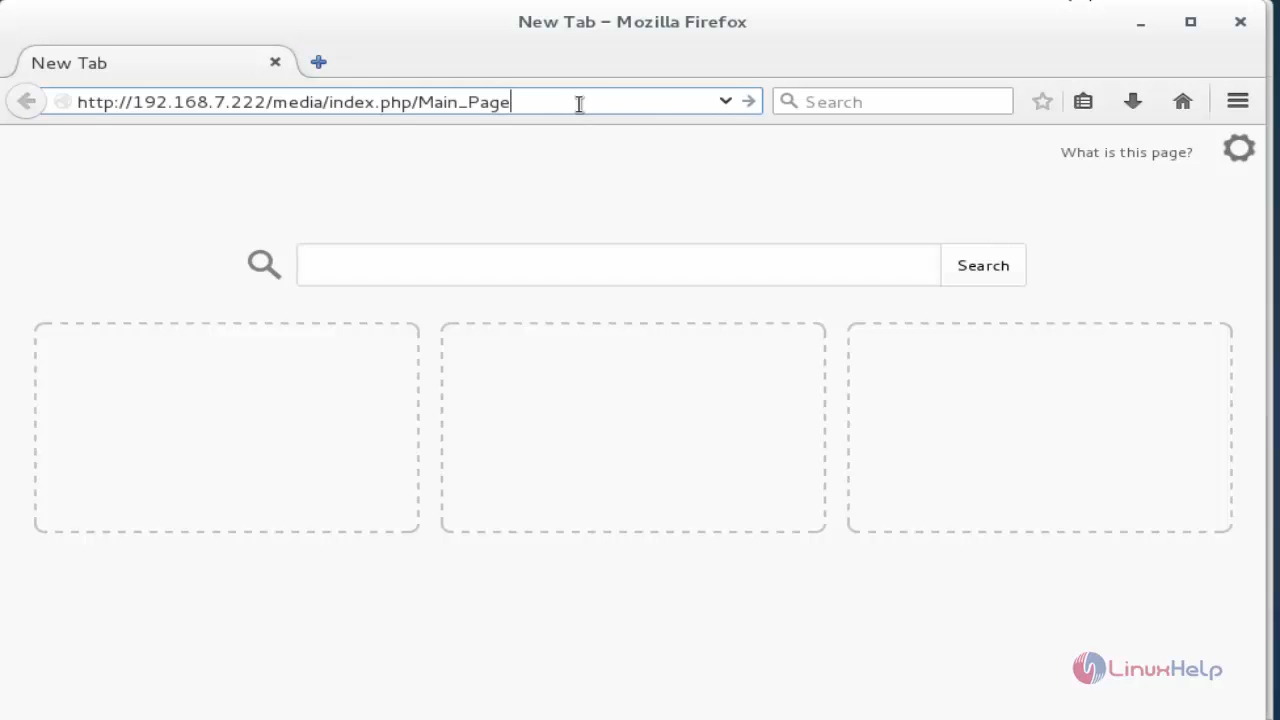 New Tab - Mozilla Firefox
New Tab
http://192.168.7.222/media/index.php/Main_Page
Search
What is this page?
Search
LinuxHelp